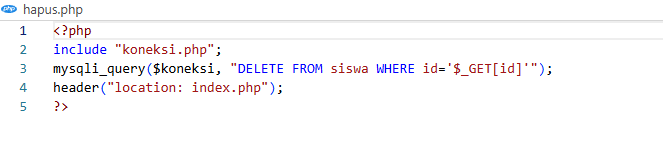 php hapus.php
1 <?php
2 include "koneksi.php";
3 mysqli_query($koneksi, "DELETE FROM siswa WHERE id='$_GET[id]'");
4 header("location: index.php");
5 ?>